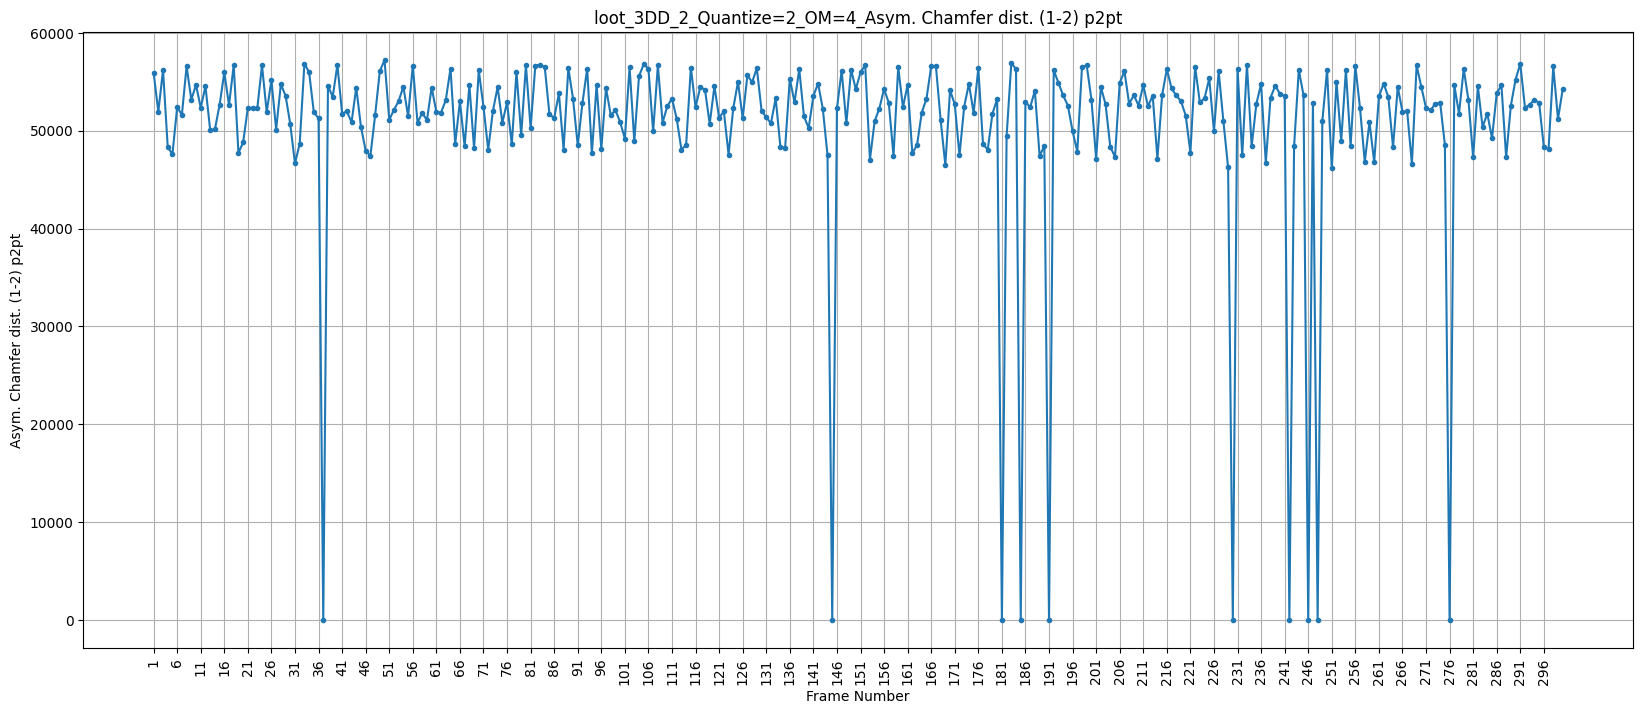 loot_3DD_2_Quantize=2_OM=4_Asym. Chamfer dist. (1-2) p2pt
Asym. Chamfer dist. (1-2) p2pt
60000
50000
40000
30000
20000
10000
0
1 6 11 16 21 26 31 36 41 46 51 56 61 66 71 76 81 86 91 96 101 106 111 116 121 126 131 136 141 146 151 156 161 166 171 176 181 186 191 196 201 206 211 216 221 226 231 236 241 246 251 256 261 266 271 276 281 286 291 296
Frame Number